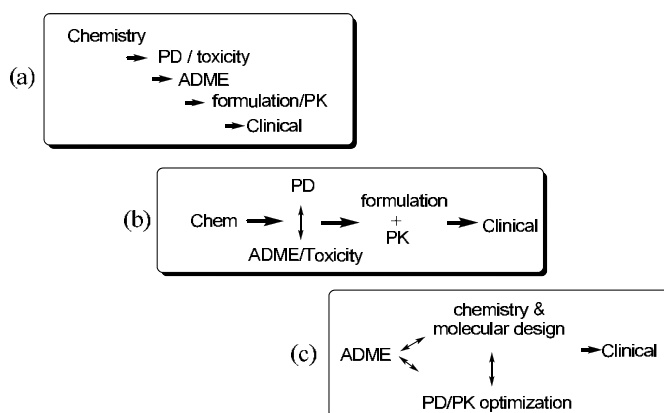 (a)
Chemistry
PD / toxicity
ADME
formulation/PK
Clinical
(b)
Chem
PD
ADME/Toxicity
formulation
+
PK
Clinical
(c)
ADME
chemistry &
molecular design
PD/PK optimization
Clinical